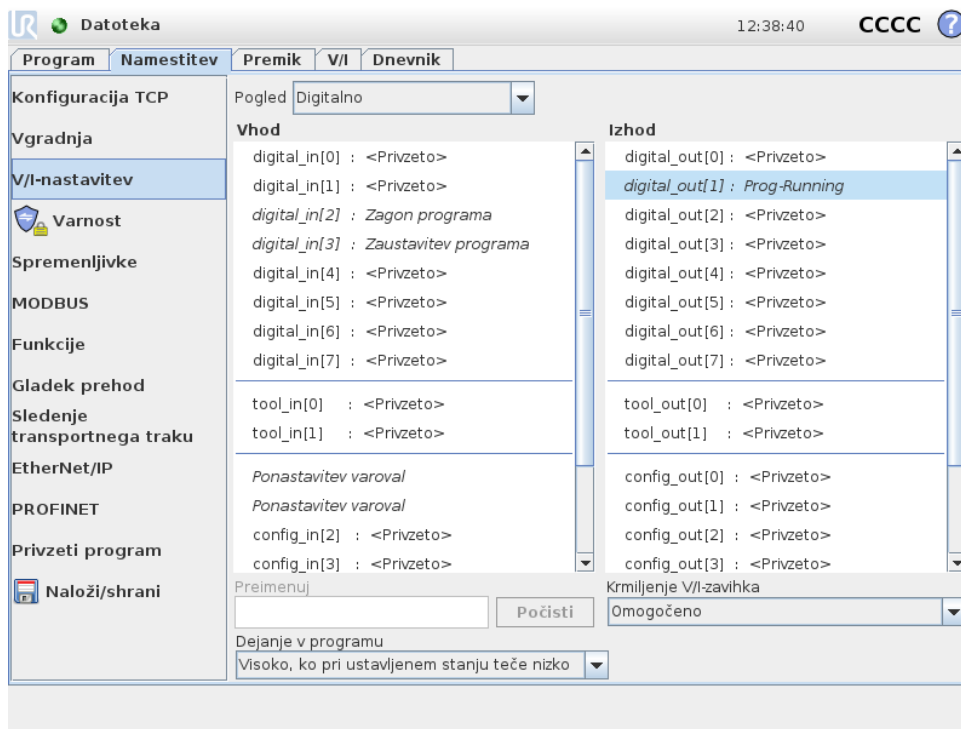 UR Datoteka 12:38:40 CCCC ?
Program Namestitev Premik V/I Dnevnik
Konfiguracija TCP
Vgradnja
V/I-nastavitev
Varnost
Spremenljivke
MODBUS
Funkcije
Gladek prehod
Sledenje
transportnega traku
EtherNet/IP
PROFINET
Privzeti program
Naloži/shrani
Pogled Digitalno
Vhod
digital_in[0] : <Privzeto>
digital_in[1] : <Privzeto>
digital_in[2] : Zagon programa
digital_in[3] : Zaustavitev programa
digital_in[4] : <Privzeto>
digital_in[5] : <Privzeto>
digital_in[6] : <Privzeto>
digital_in[7] : <Privzeto>
tool_in[0] : <Privzeto>
tool_in[1] : <Privzeto>
Ponastavitev varoval
Ponastavitev varoval
config_in[2] : <Privzeto>
config_in[3] : <Privzeto>
Izhod
digital_out[0] : <Privzeto>
digital_out[1] : Prog-Running
digital_out[2] : <Privzeto>
digital_out[3] : <Privzeto>
digital_out[4] : <Privzeto>
digital_out[5] : <Privzeto>
digital_out[6] : <Privzeto>
digital_out[7] : <Privzeto>
tool_out[0] : <Privzeto>
tool_out[1] : <Privzeto>
config_out[0] : <Privzeto>
config_out[1] : <Privzeto>
config_out[2] : <Privzeto>
config_out[3] : <Privzeto>
Preimenuj
Počisti
Krmiljenje V/I-zavihka
Omogočeno
Dejanje v programu
Visoko, ko pri ustavljenem stanju teče nizko